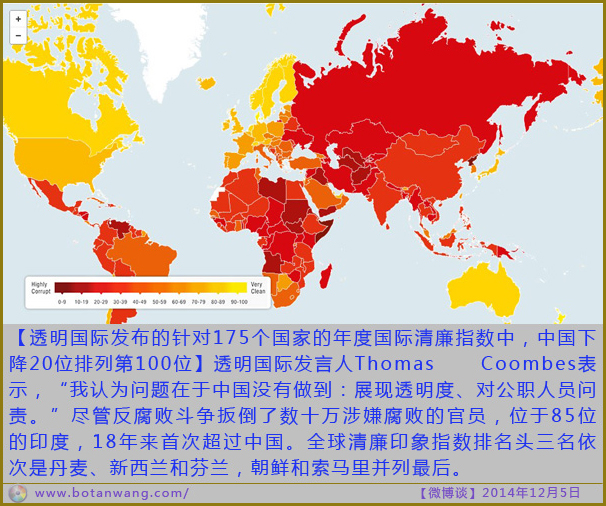 +
−
Highly Corrupt
Very Clean
0-9 10-19 20-29 30-39 40-49 50-59 60-69 70-79 80-89 90-100
【透明国际发布的针对175个国家的年度国际清廉指数中，中国下
降20位排列第100位】透明国际发言人Thomas Coombes表
示，“我认为问题在于中国没有做到：展现透明度、对公职人员问
责。”尽管反腐败斗争扳倒了数十万涉嫌腐败的官员，位于85位
的印度，18年来首次超过中国。全球清廉印象指数排名头三名依
次是丹麦、新西兰和芬兰，朝鲜和索马里并列最后。
www.botanwang.com/ 【微博谈】2014年12月5日